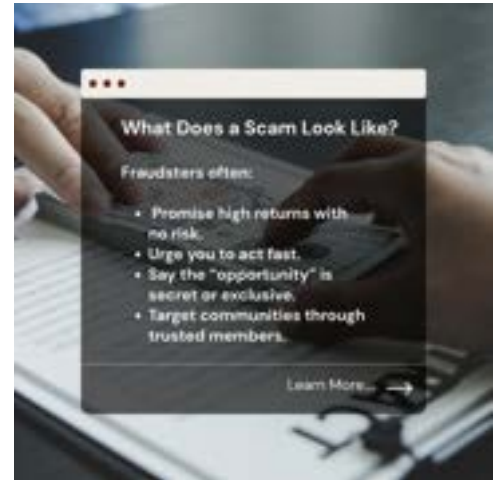 What Does a Scam Look Like?
Fraudsters often:
• Promise high returns with
no risk.
• Urge you to act fast.
• Say the "opportunity" is
secret or exclusive.
• Target communities through
trusted members.
Learn More... →